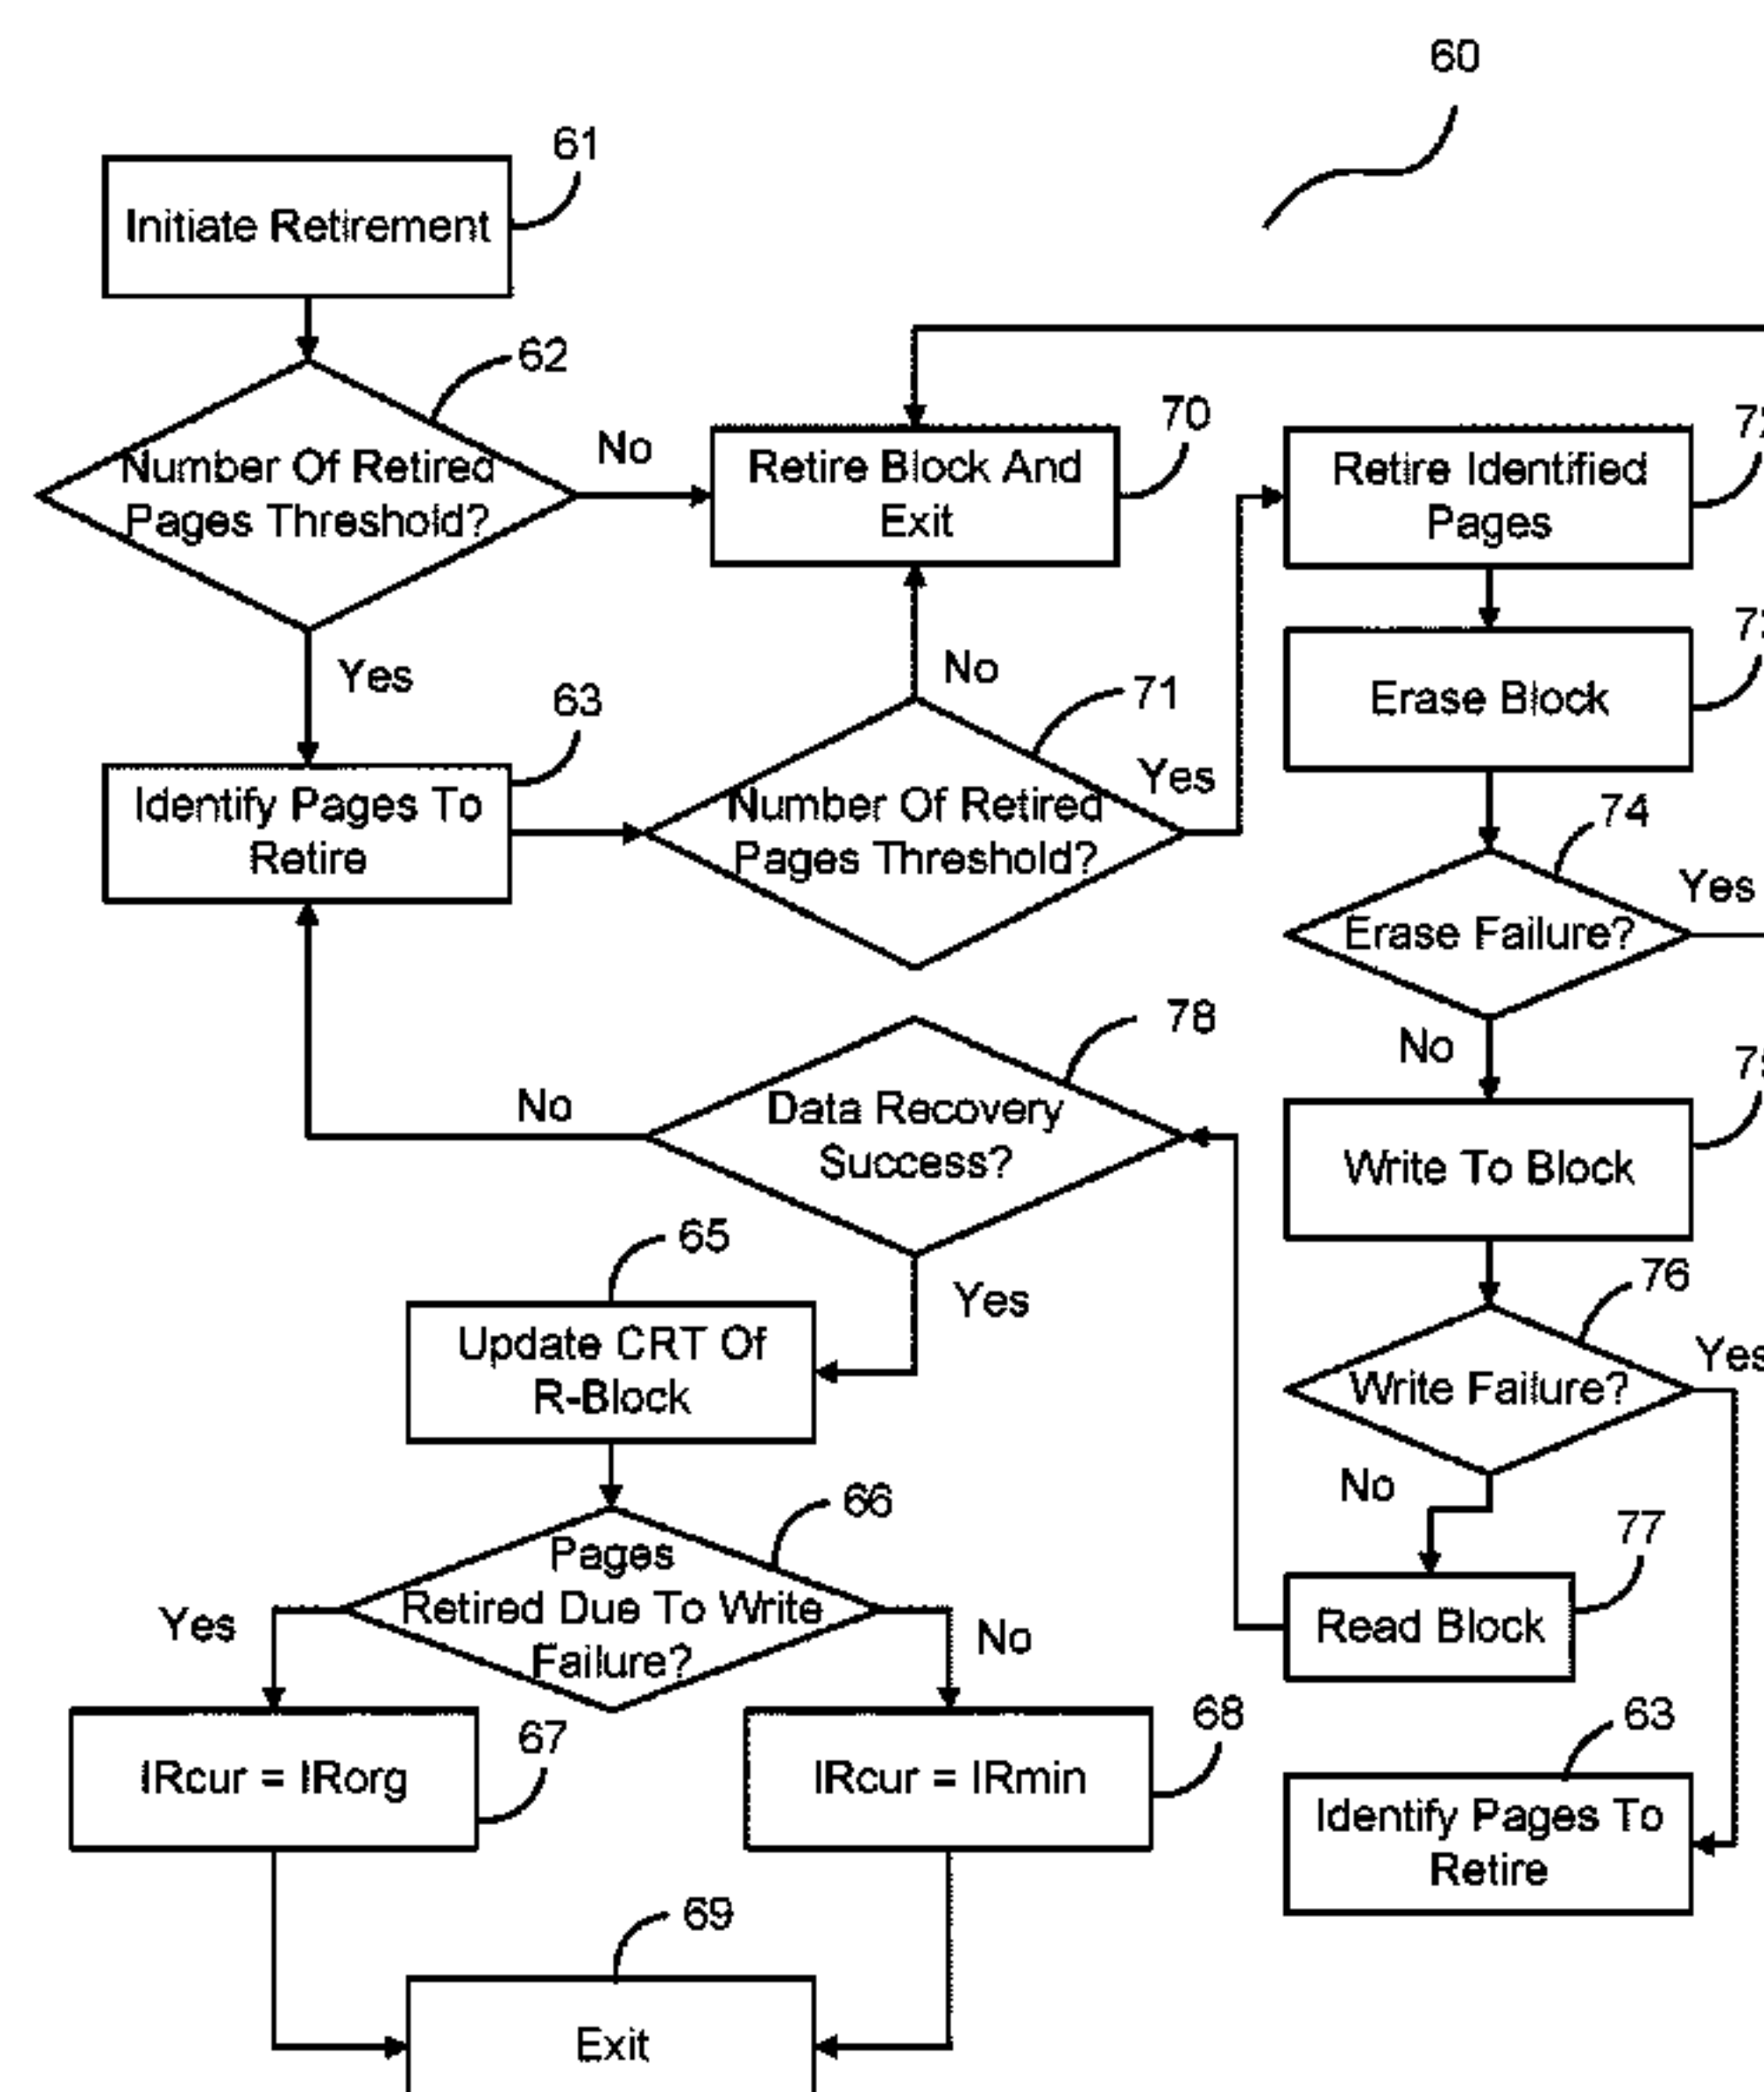 60
61
Initiate Retirement
62
Number Of Retired
Pages Threshold?
No
Yes
70
Retire Block And
Exit
Retire Identified
Pages
63
Identify Pages To
Retire
No
71
Number Of Retired
Pages Threshold?
Yes
Erase Block
74
Erase Failure?
Yes
No
78
Data Recovery
Success?
No
Yes
Write To Block
65
Update CRT Of
R-Block
76
Write Failure?
Yes
No
66
Pages
Retired Due To Write
Failure?
Yes
No
77
Read Block
67
IRcur = IRorg
68
IRcur = IRmin
63
Identify Pages To
Retire
69
Exit